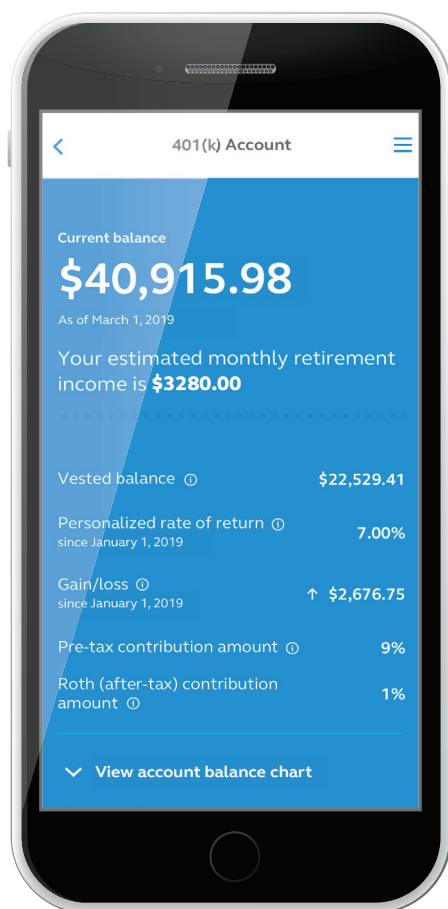 401(k) Account
Current balance
$40,915.98
As of March 1, 2019
Your estimated monthly retirement
income is $3280.00
Vested balance ⓘ $22,529.41
Personalized rate of return ⓘ 7.00%
since January 1, 2019
Gain/loss ⓘ ↑ $2,676.75
since January 1, 2019
Pre-tax contribution amount ⓘ 9%
Roth (after-tax) contribution
amount ⓘ 1%
View account balance chart